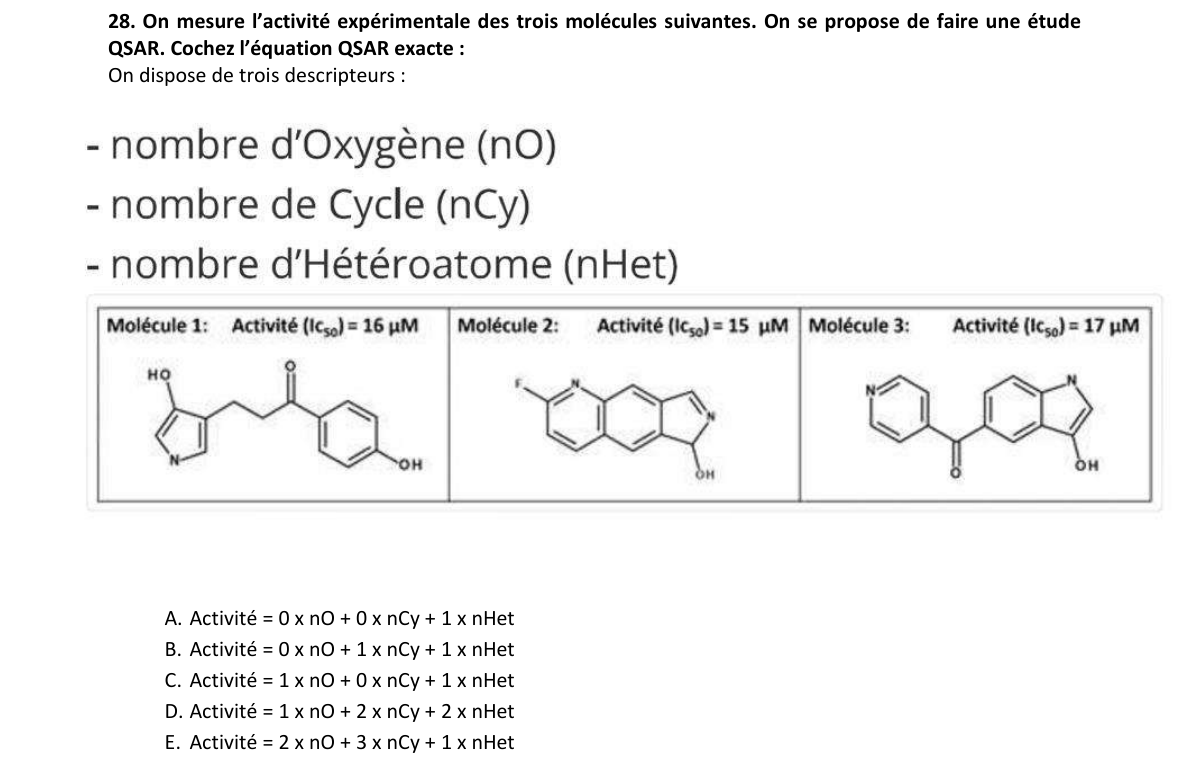 28. On mesure l’activité expérimentale des trois molécules suivantes. On se propose de faire une étude
QSAR. Cochez l’équation QSAR exacte :
On dispose de trois descripteurs :
- nombre d’Oxygène (nO)
- nombre de Cycle (nCy)
- nombre d’Hétéroatome (nHet)
Molécule 1: Activité (Ic₅₀) = 16 µM
Molécule 2: Activité (Ic₅₀) = 15 µM
Molécule 3: Activité (Ic₅₀) = 17 µM
HO
O
N
OH
F
N
N
OH
N
O
N
OH
A. Activité = 0 x nO + 0 x nCy + 1 x nHet
B. Activité = 0 x nO + 1 x nCy + 1 x nHet
C. Activité = 1 x nO + 0 x nCy + 1 x nHet
D. Activité = 1 x nO + 2 x nCy + 2 x nHet
E. Activité = 2 x nO + 3 x nCy + 1 x nHet